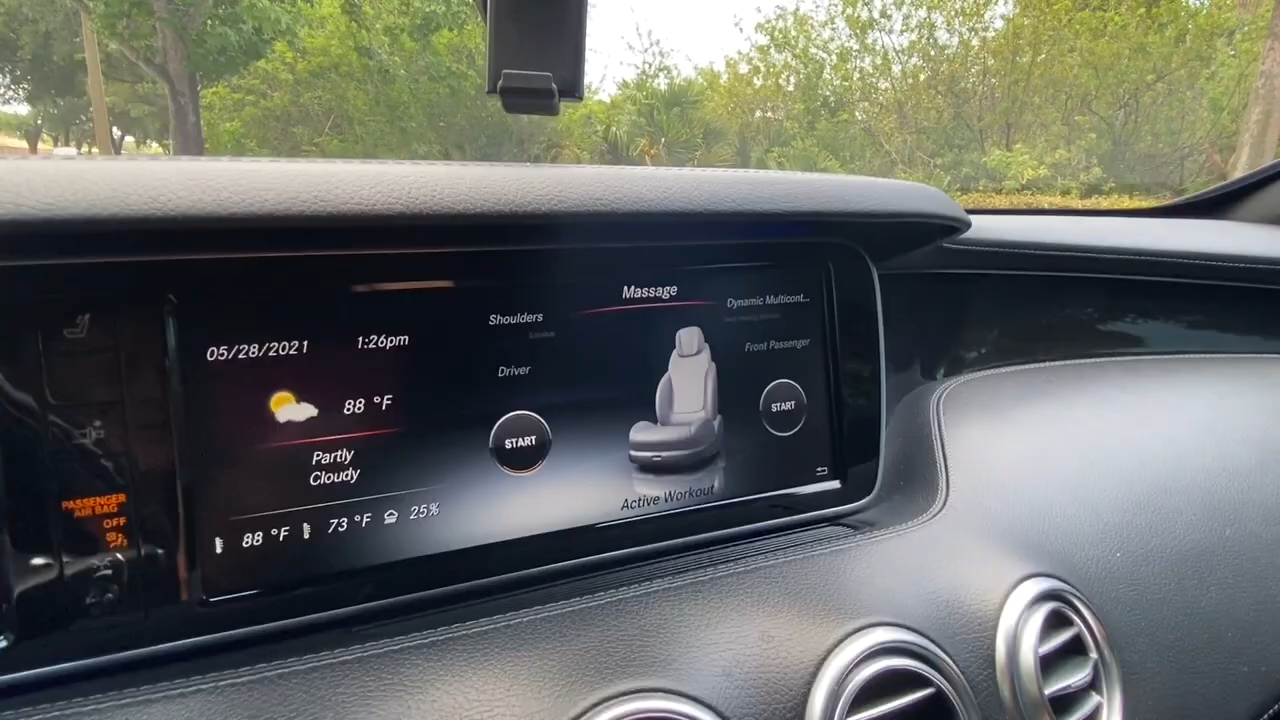 PASSENGER
AIR BAG
OFF
05/28/2021
1:26pm
88 °F
Partly
Cloudy
88 °F
73 °F
25%
Massage
Shoulders
Dynamic Multicont...
Driver
Front Passenger
START
START
Active Workout